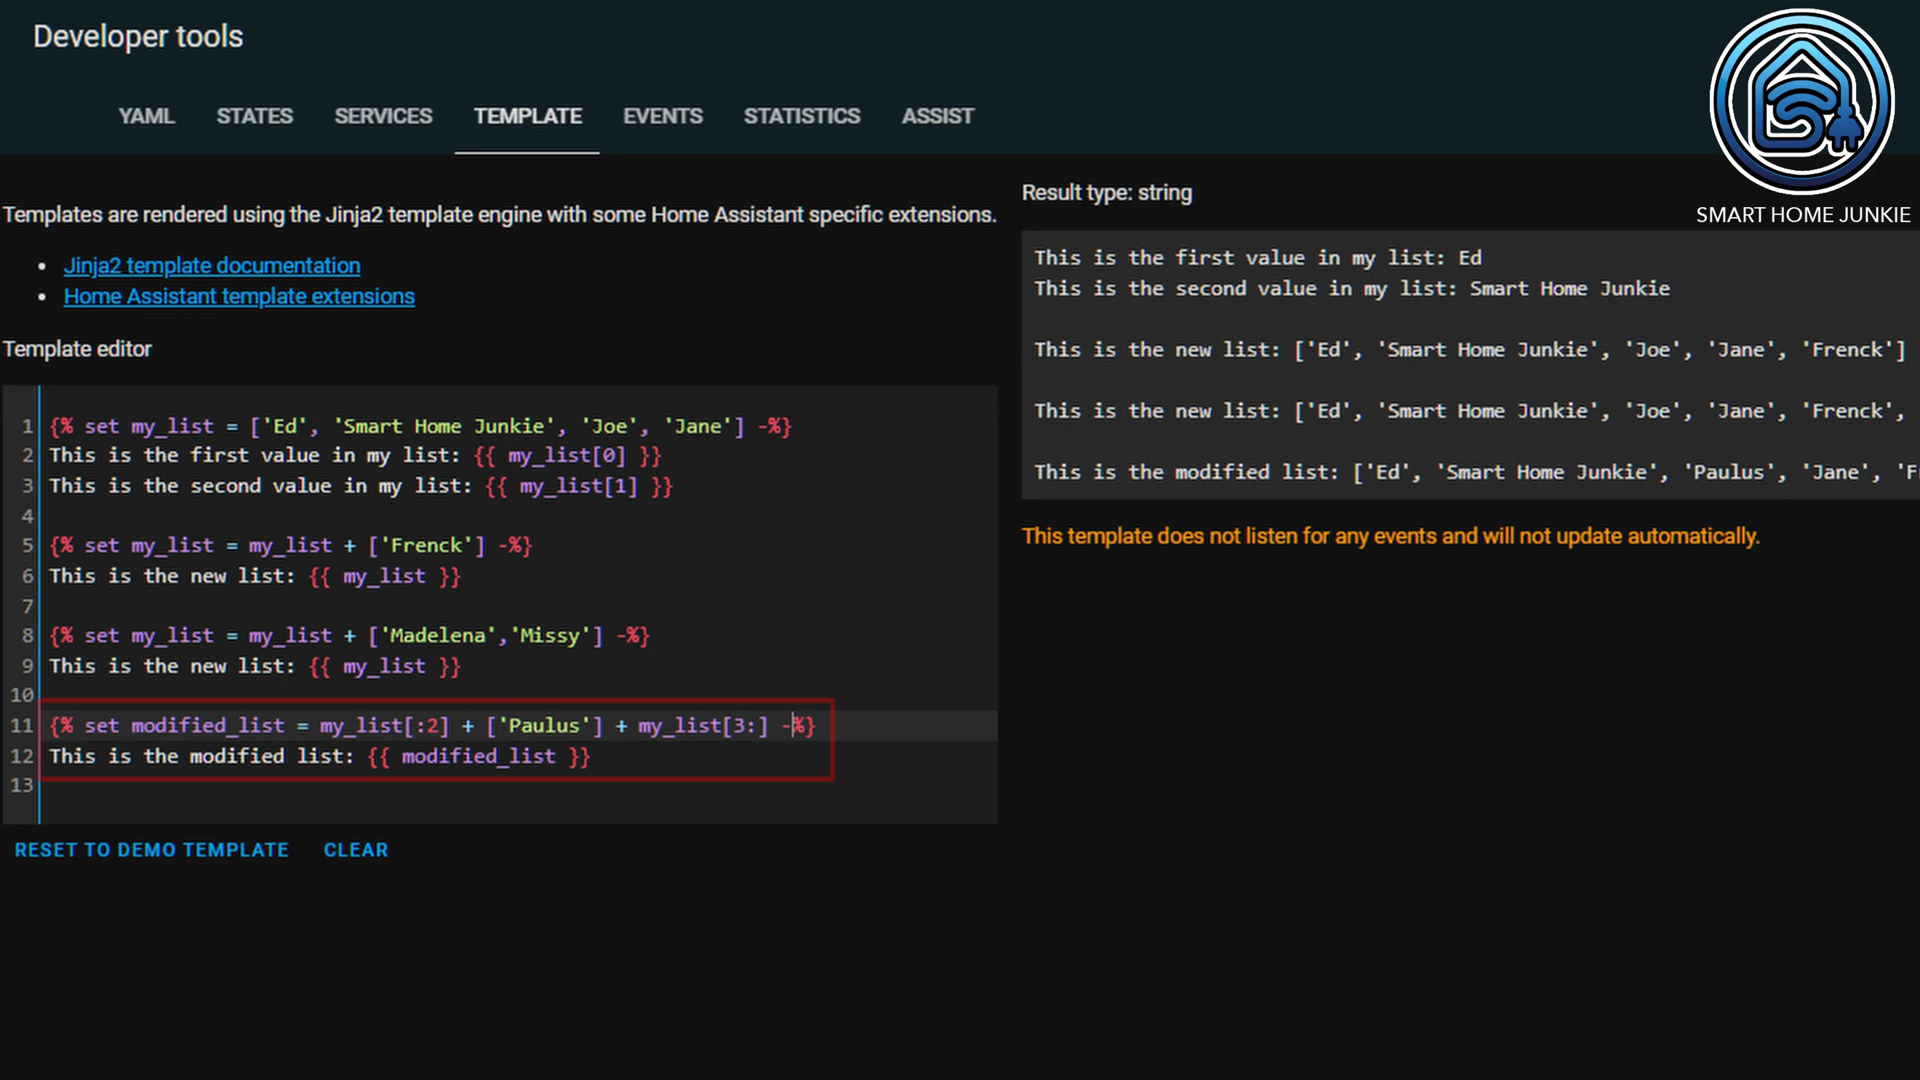 Developer tools
YAML STATES SERVICES TEMPLATE EVENTS STATISTICS ASSIST
SMART HOME JUNKIE
Templates are rendered using the Jinja2 template engine with some Home Assistant specific extensions.
Jinja2 template documentation
Home Assistant template extensions
Template editor
1 {% set my_list = ['Ed', 'Smart Home Junkie', 'Joe', 'Jane'] -%}
2 This is the first value in my list: {{ my_list[0] }}
3 This is the second value in my list: {{ my_list[1] }}
4
5 {% set my_list = my_list + ['Frenck'] -%}
6 This is the new list: {{ my_list }}
7
8 {% set my_list = my_list + ['Madelena','Missy'] -%}
9 This is the new list: {{ my_list }}
10
11 {% set modified_list = my_list[:2] + ['Paulus'] + my_list[3:] -%}
12 This is the modified list: {{ modified_list }}
13
RESET TO DEMO TEMPLATE CLEAR
Result type: string
This is the first value in my list: Ed
This is the second value in my list: Smart Home Junkie
This is the new list: ['Ed', 'Smart Home Junkie', 'Joe', 'Jane', 'Frenck']
This is the new list: ['Ed', 'Smart Home Junkie', 'Joe', 'Jane', 'Frenck',
This is the modified list: ['Ed', 'Smart Home Junkie', 'Paulus', 'Jane', 'F
This template does not listen for any events and will not update automatically.